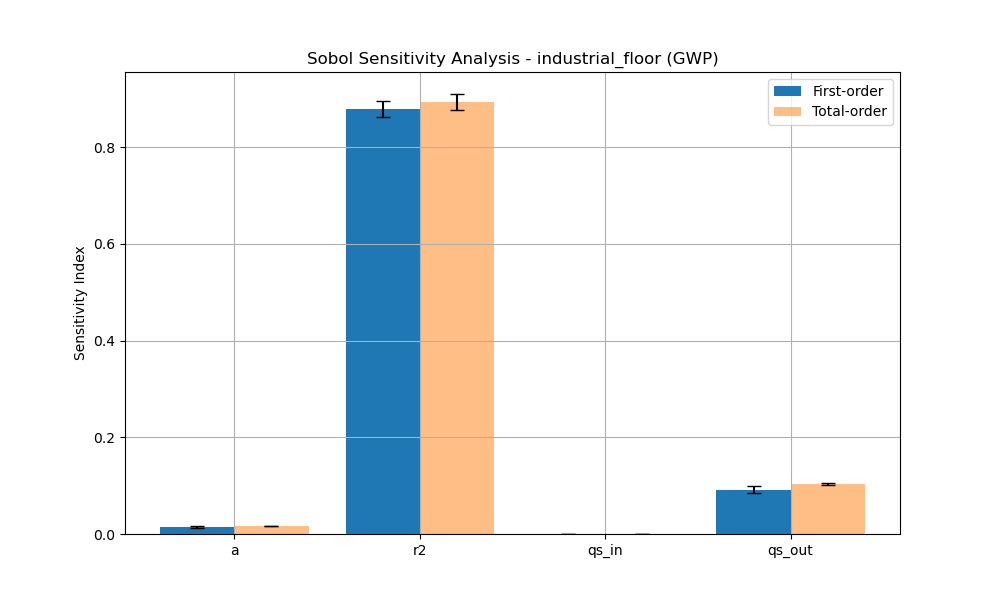 Sobol Sensitivity Analysis - industrial_floor (GWP)
First-order
Total-order
Sensitivity Index
0.8
0.6
0.4
0.2
0.0
a
r2
qs_in
qs_out